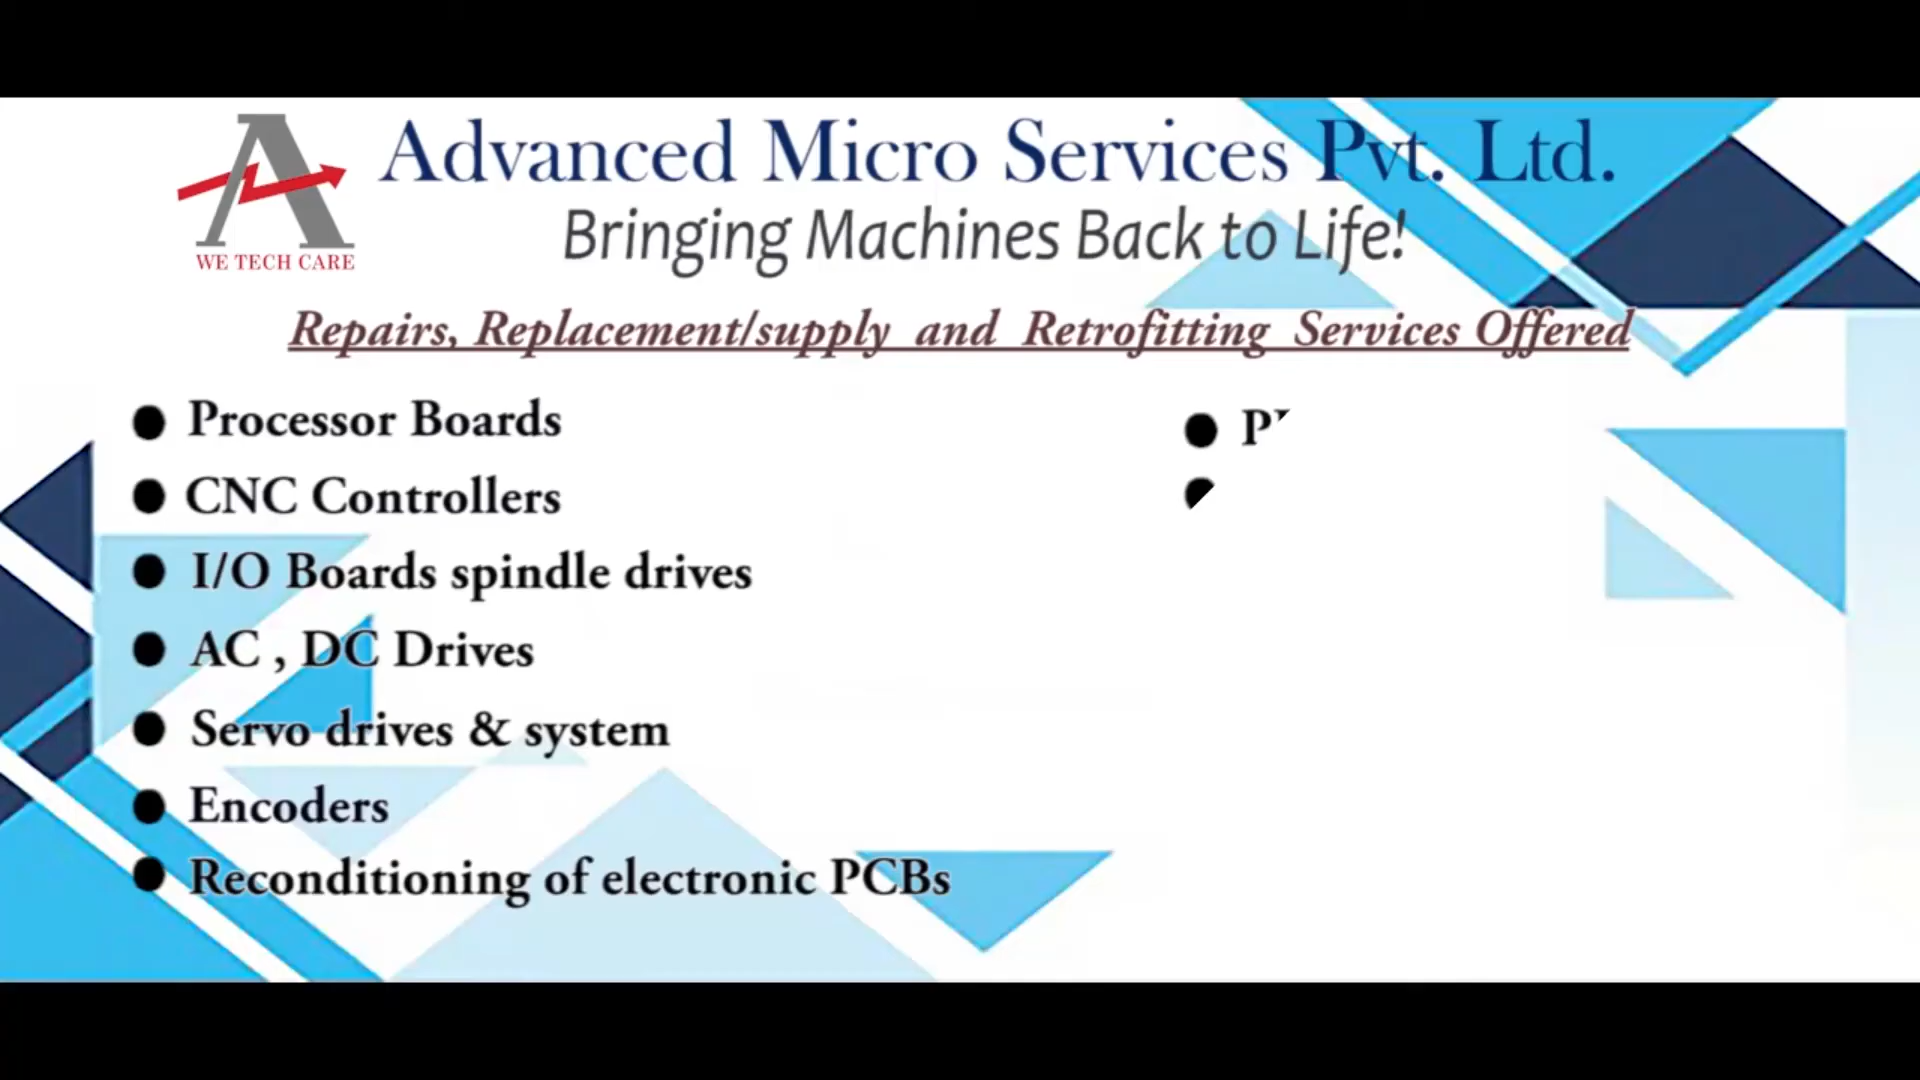 Advanced Micro Services Pvt. Ltd.
Bringing Machines Back to Life!
WE TECH CARE
Repairs, Replacement/supply and Retrofitting Services Offered
● Processor Boards
● CNC Controllers
● I/O Boards spindle drives
● AC , DC Drives
● Servo drives & system
● Encoders
● Reconditioning of electronic PCBs